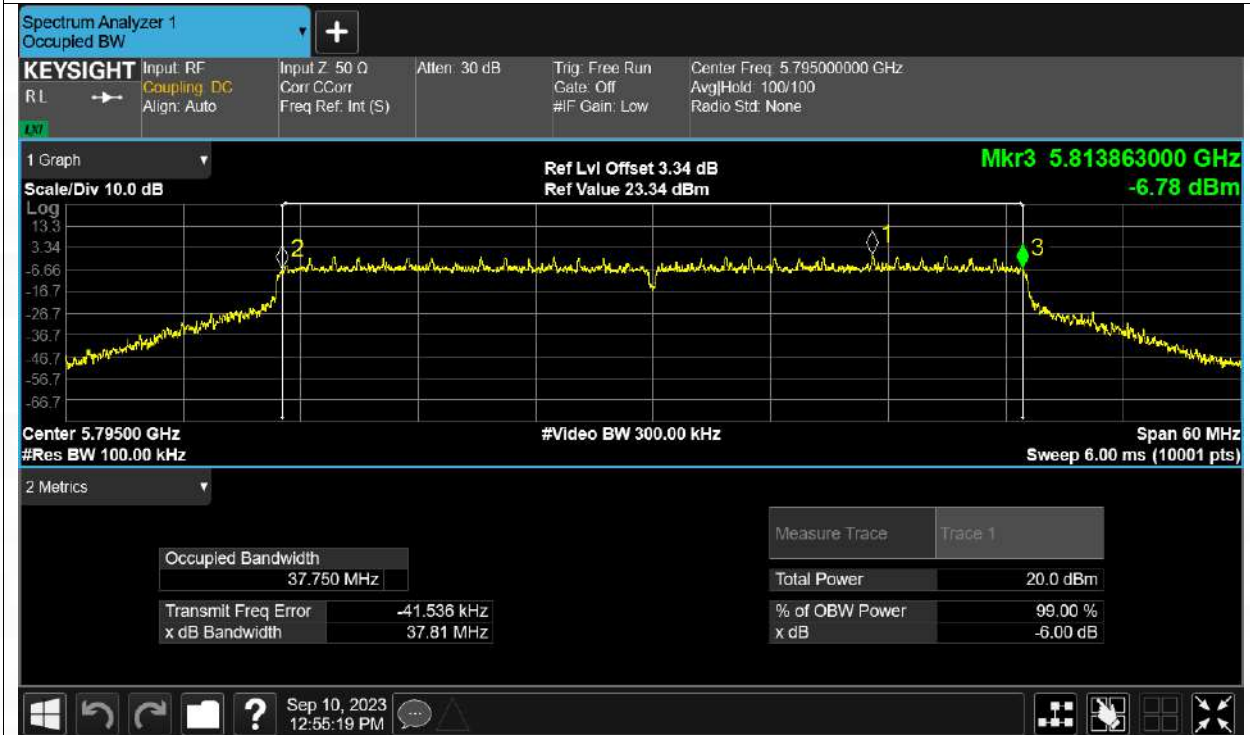 Spectrum Analyzer 1
Occupied BW
+
KEYSIGHT
RL
LXI
Input: RF
Coupling: DC
Align: Auto
Input Z: 50 Ω
Corr CCorr
Freq Ref: Int (S)
Atten: 30 dB
Trig: Free Run
Gate: Off
#IF Gain: Low
Center Freq: 5.795000000 GHz
Avg|Hold: 100/100
Radio Std: None
1 Graph
Scale/Div 10.0 dB
Ref Lvl Offset 3.34 dB
Ref Value 23.34 dBm
Mkr3 5.813863000 GHz
-6.78 dBm
Log
13.3
3.34
-6.66
-16.7
-26.7
-36.7
-46.7
-56.7
-66.7
2
1
3
Center 5.79500 GHz
#Res BW 100.00 kHz
#Video BW 300.00 kHz
Span 60 MHz
Sweep 6.00 ms (10001 pts)
2 Metrics
Occupied Bandwidth
37.750 MHz
Transmit Freq Error -41.536 kHz
x dB Bandwidth 37.81 MHz
Measure Trace Trace 1
Total Power 20.0 dBm
% of OBW Power 99.00 %
x dB -6.00 dB
?
Sep 10, 2023
12:55:19 PM